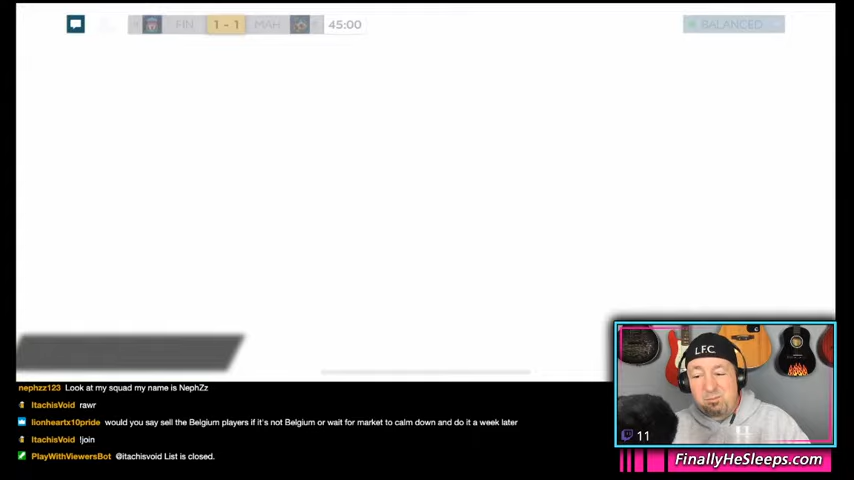 FIN 1 - 1 MAH 45:00
BALANCED
nephzz123 Look at my squad my name is NephZz
ItachisVoid rawr
lionheartx10pride would you say sell the Belgium players if it's not Belgium or wait for market to calm down and do it a week later
ItachisVoid !join
PlayWithViewersBot @itachisvoid List is closed.
L.F.C.
11
FinallyHeSleeps.com